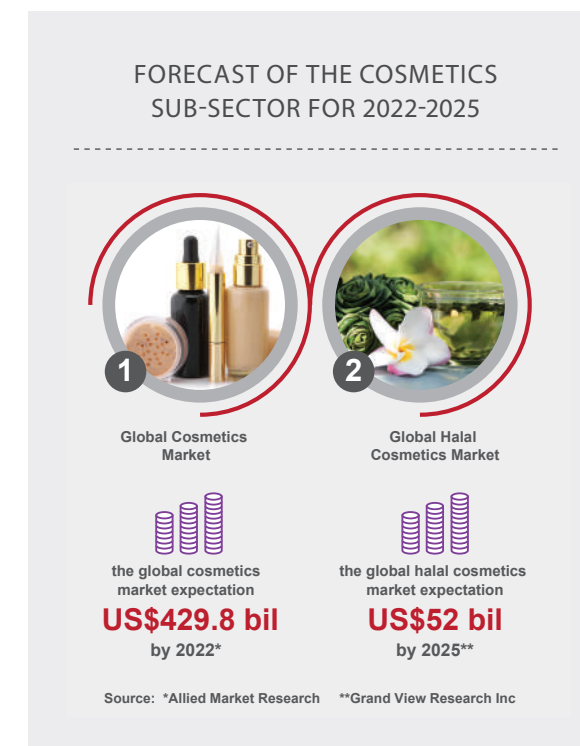 FORECAST OF THE COSMETICS
SUB-SECTOR FOR 2022-2025
1
2
Global Cosmetics
Market
Global Halal
Cosmetics Market
the global cosmetics
market expectation
US$429.8 bil
by 2022*
the global halal cosmetics
market expectation
US$52 bil
by 2025**
Source: *Allied Market Research **Grand View Research Inc